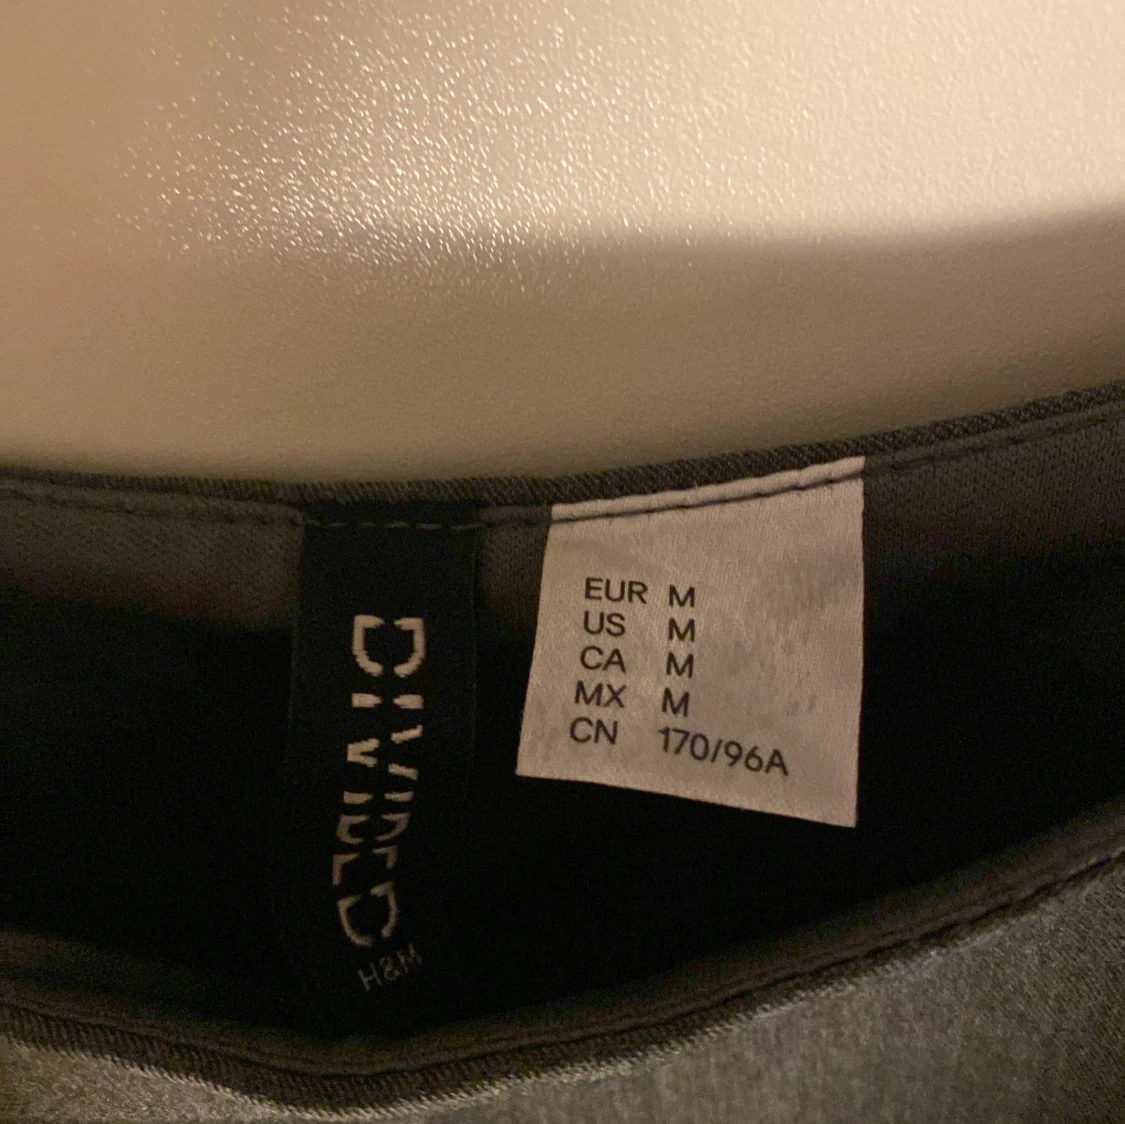 DIVIDED
H&M
EUR M
US M
CA M
MX M
CN 170/96A